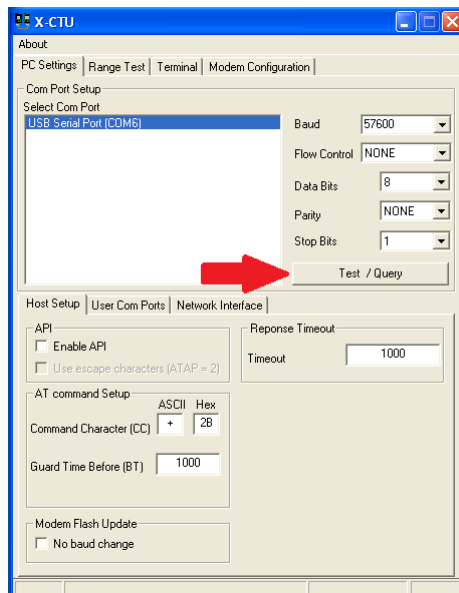 X-CTU
About
PC Settings Range Test Terminal Modem Configuration
Com Port Setup
Select Com Port
USB Serial Port (COM6)
Baud 57600
Flow Control NONE
Data Bits 8
Parity NONE
Stop Bits 1
Test / Query
Host Setup User Com Ports Network Interface
API
Enable API
Use escape characters (ATAP = 2)
Reponse Timeout
Timeout 1000
AT command Setup
ASCII Hex
Command Character (CC) + 2B
Guard Time Before (BT) 1000
Modem Flash Update
No baud change